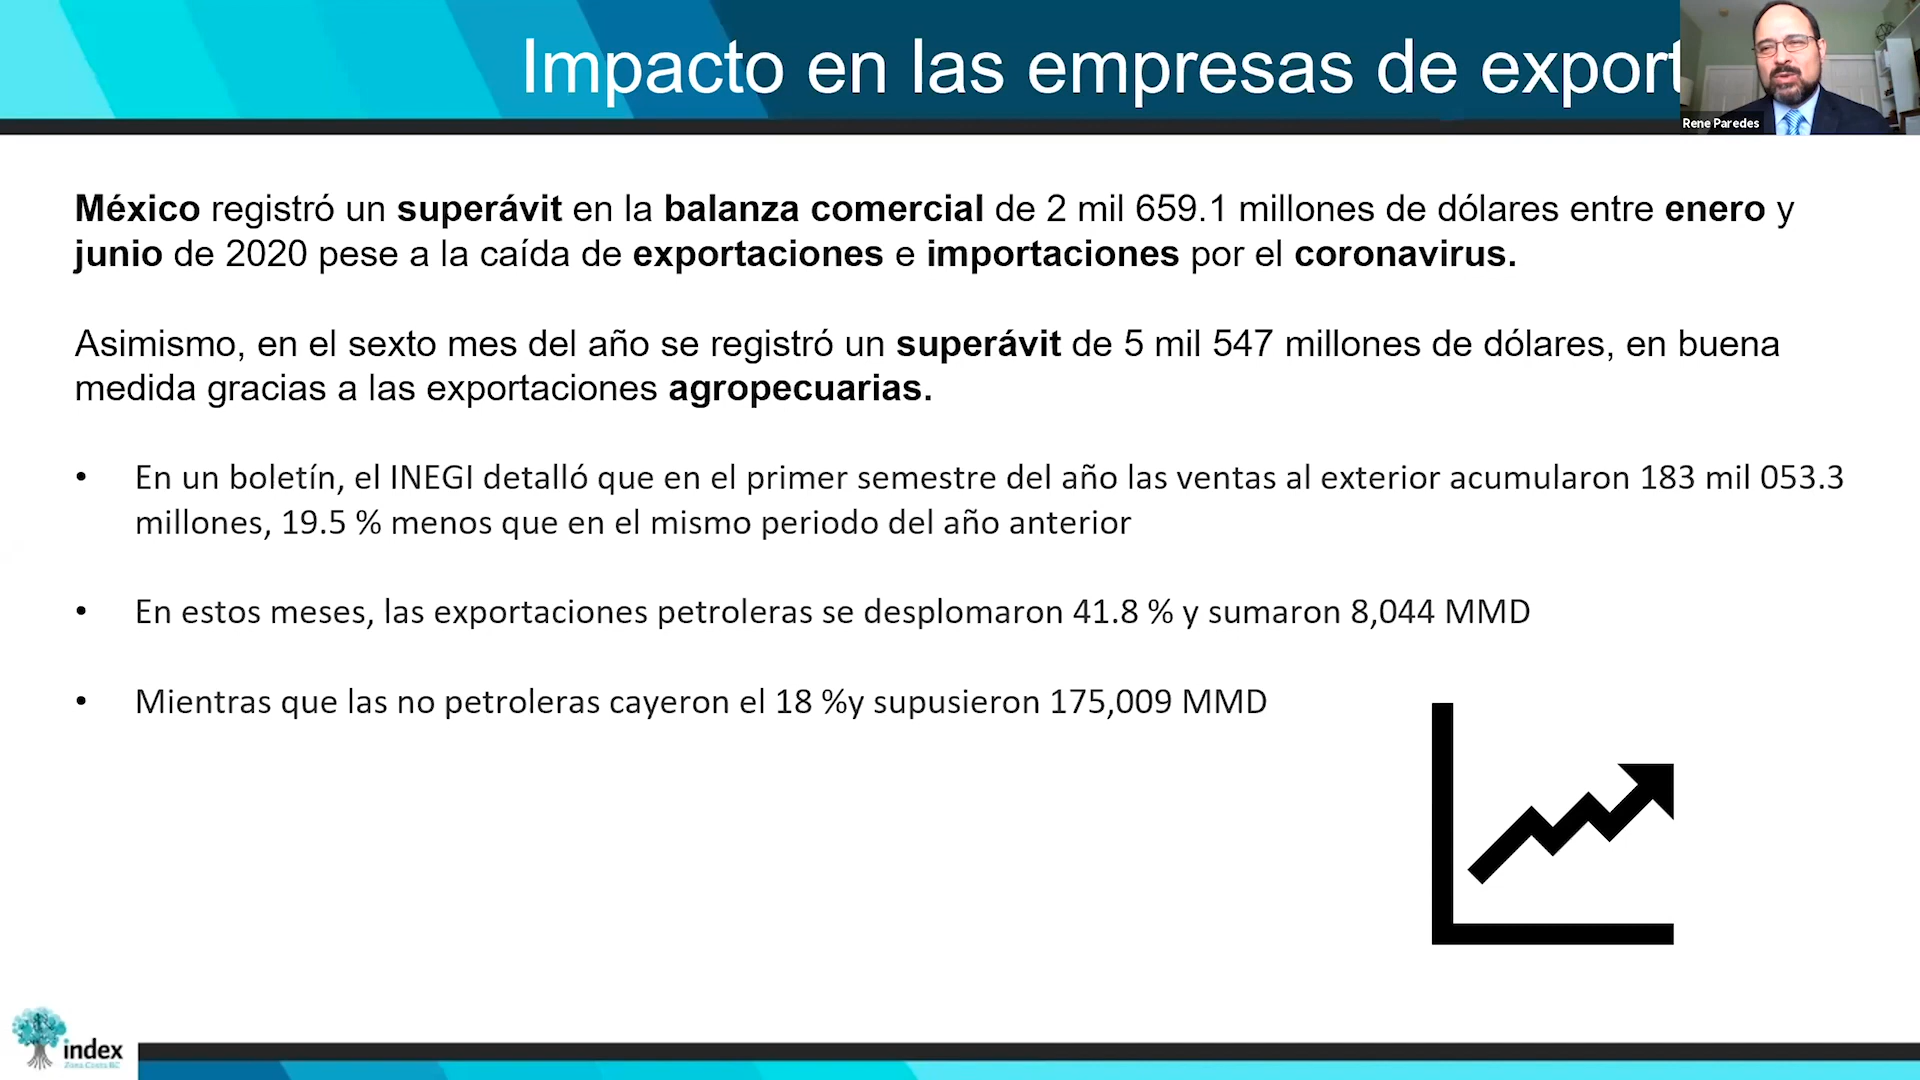 Impacto en las empresas de export
Rene Paredes
México registró un superávit en la balanza comercial de 2 mil 659.1 millones de dólares entre enero y
junio de 2020 pese a la caída de exportaciones e importaciones por el coronavirus.
Asimismo, en el sexto mes del año se registró un superávit de 5 mil 547 millones de dólares, en buena
medida gracias a las exportaciones agropecuarias.
• En un boletín, el INEGI detalló que en el primer semestre del año las ventas al exterior acumularon 183 mil 053.3
millones, 19.5 % menos que en el mismo periodo del año anterior
• En estos meses, las exportaciones petroleras se desplomaron 41.8 % y sumaron 8,044 MMD
• Mientras que las no petroleras cayeron el 18 %y supusieron 175,009 MMD
index
Zona Costa BC